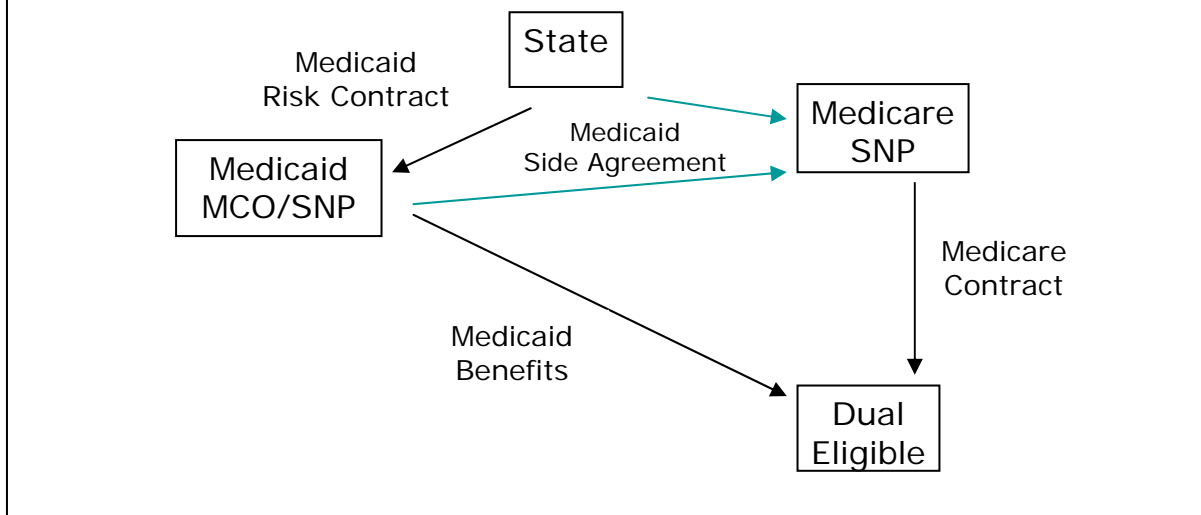 State
Medicaid
Risk Contract
Medicare
SNP
Medicaid
Side Agreement
Medicaid
MCO/SNP
Medicare
Contract
Medicaid
Benefits
Dual
Eligible